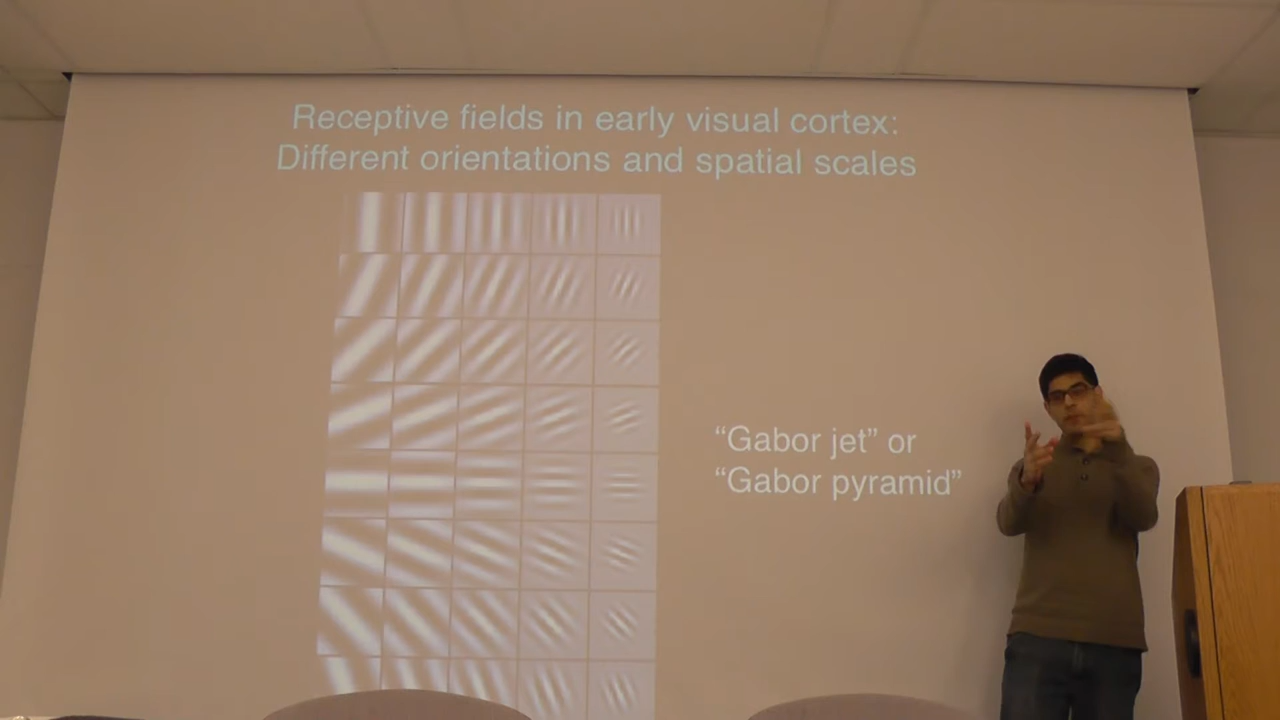 Receptive fields in early visual cortex:
Different orientations and spatial scales
“Gabor jet” or
“Gabor pyramid”